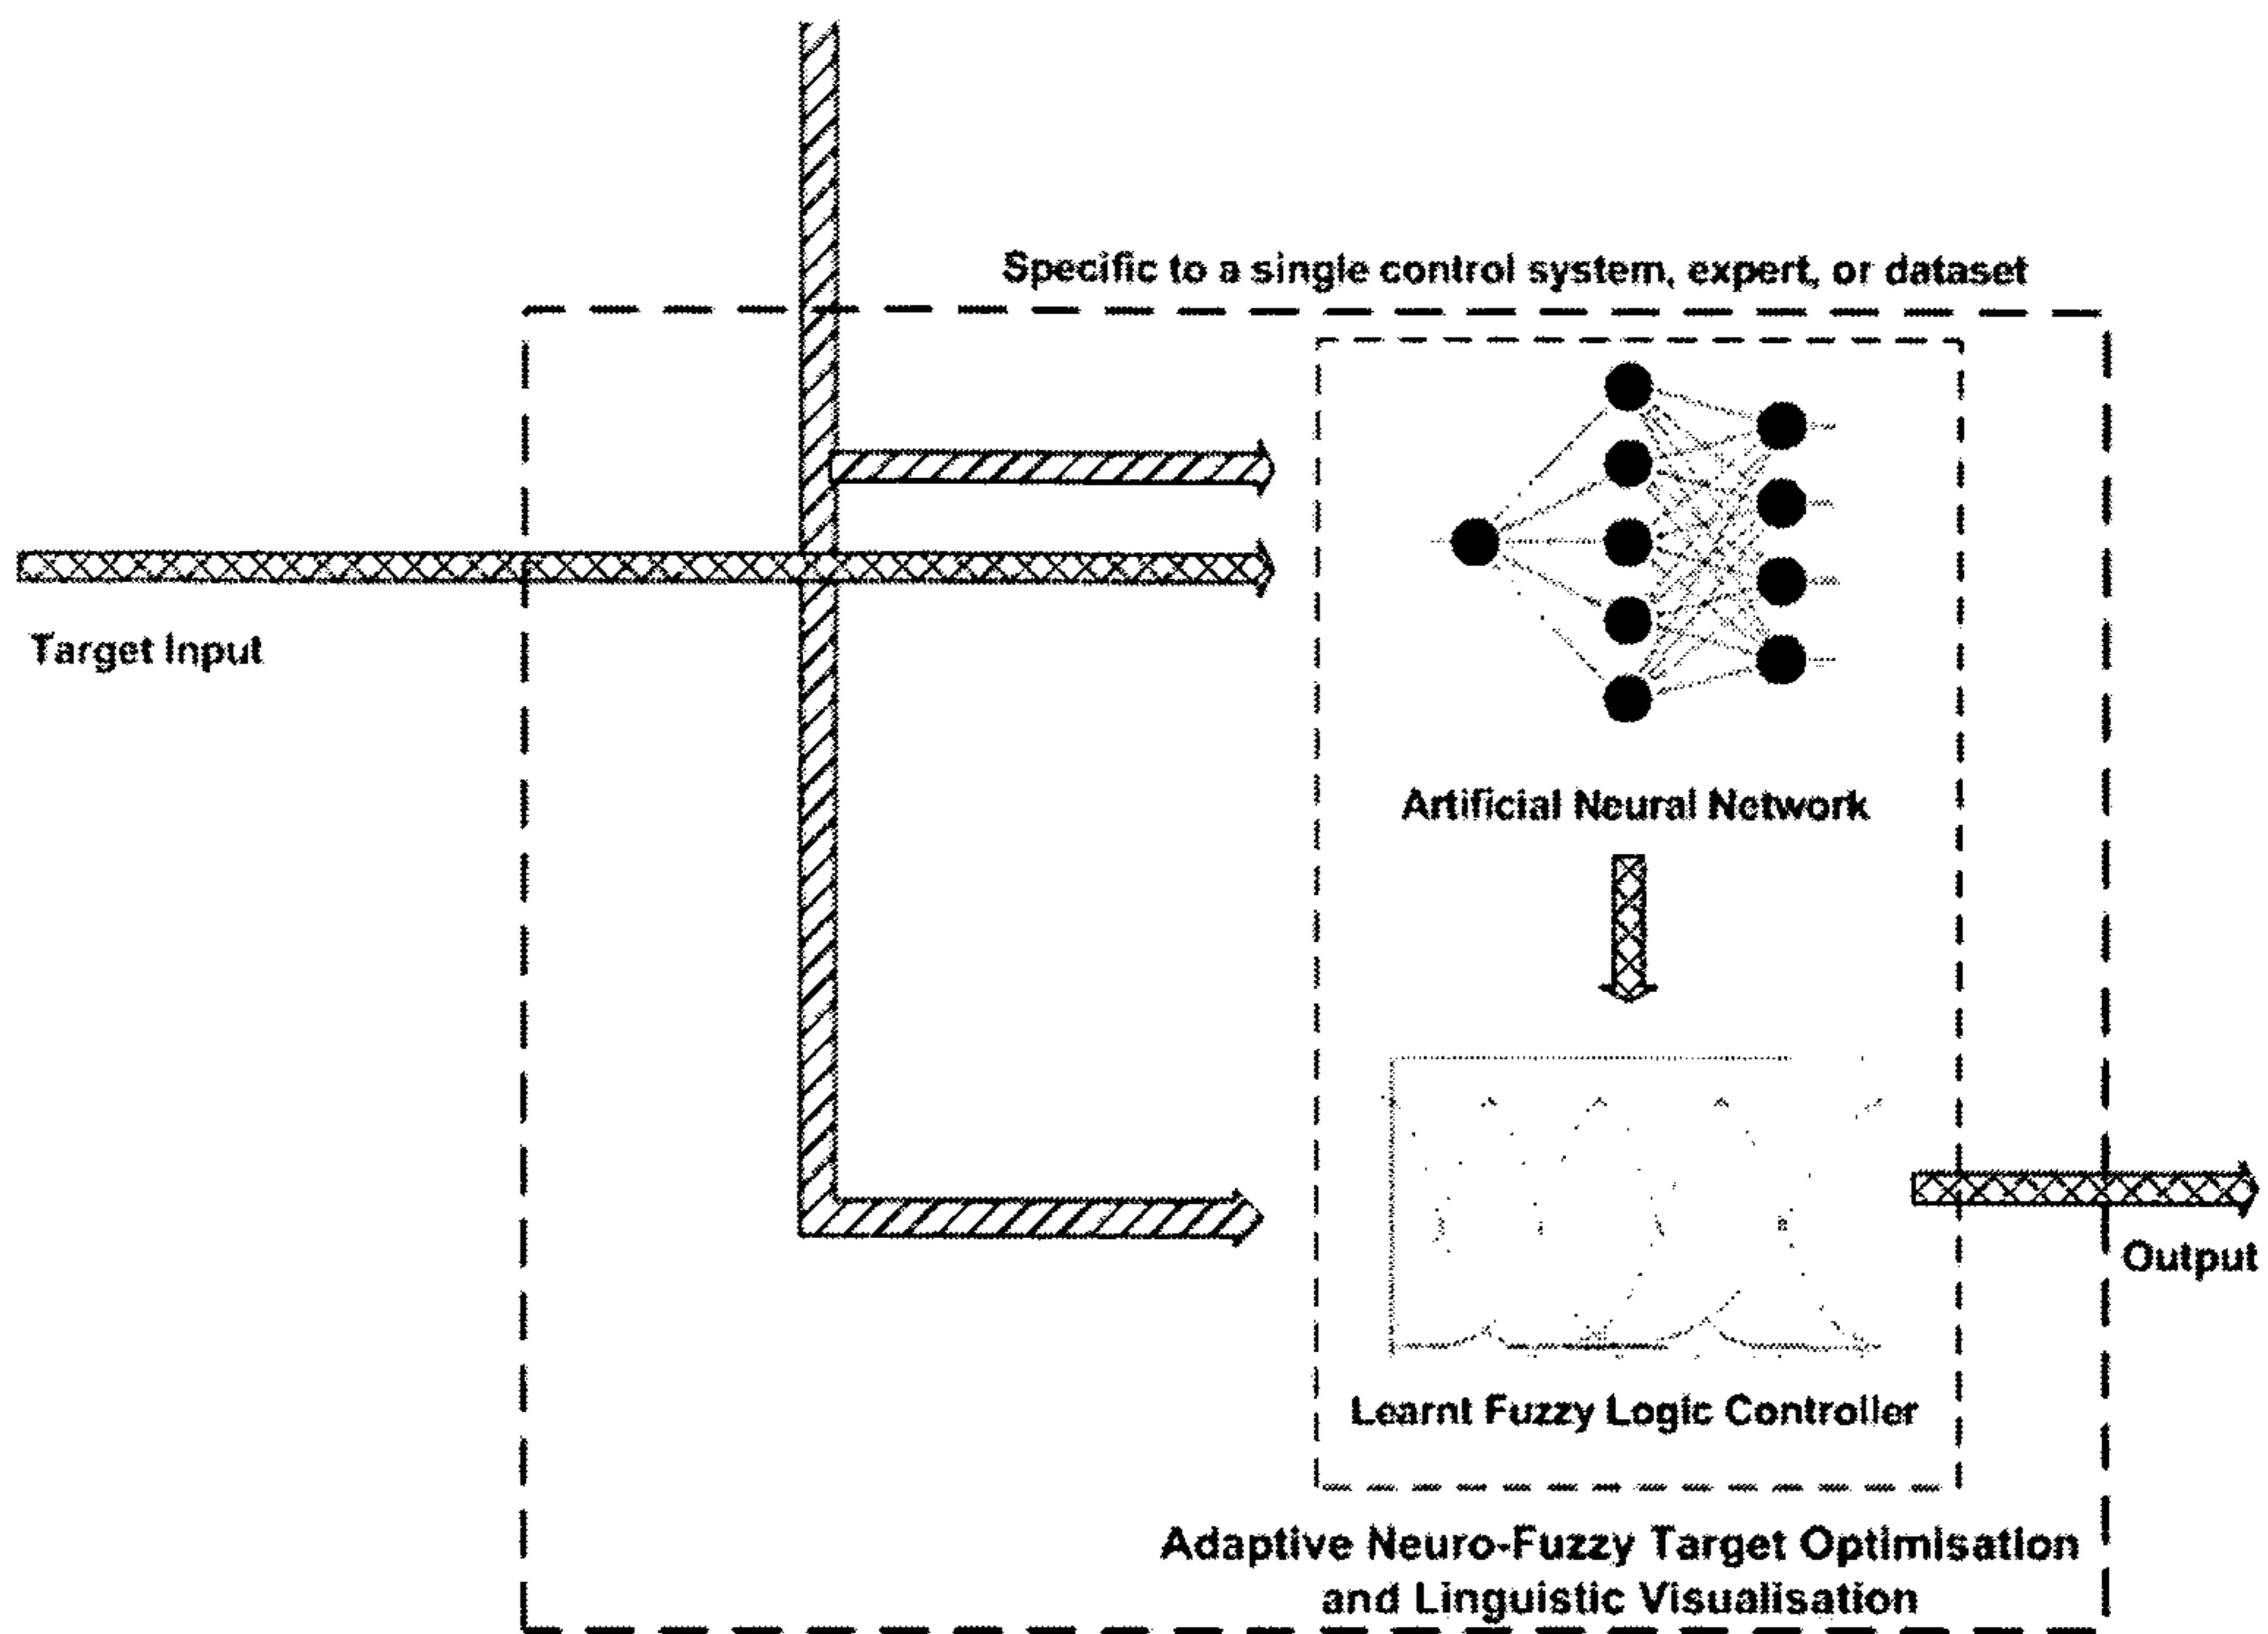 Specific to a single control system, expert, or dataset
Target Input
Artificial Neural Network
Learnt Fuzzy Logic Controller
Output
Adaptive Neuro-Fuzzy Target Optimisation
and Linguistic Visualisation